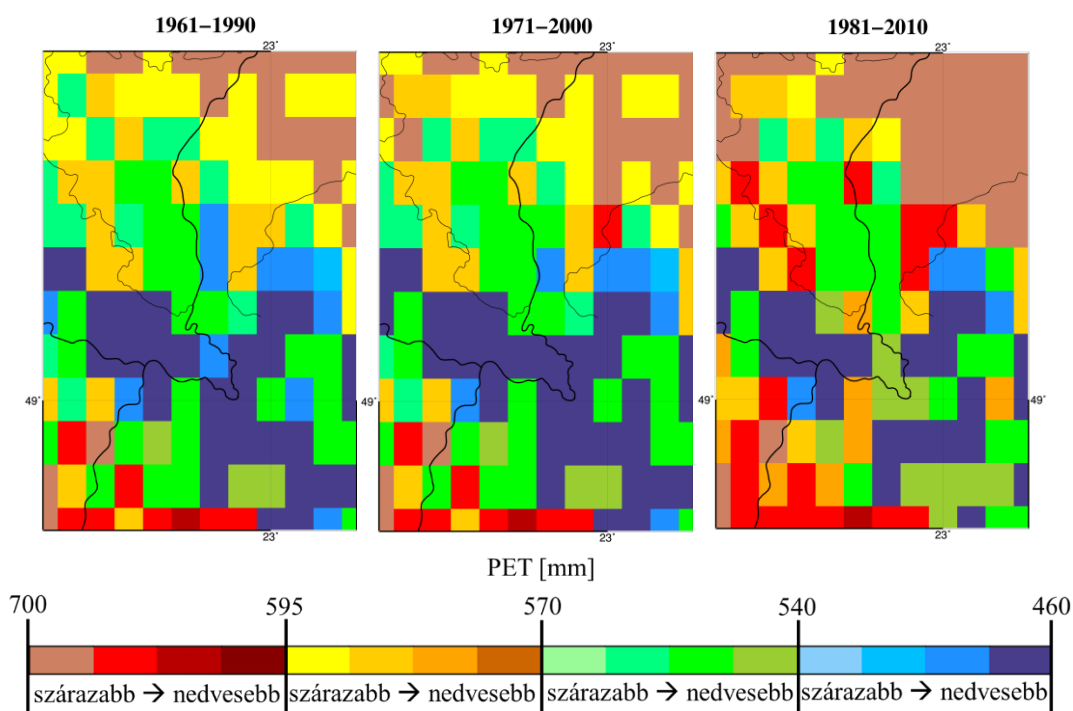 1961–1990 1971–2000 1981–2010
23° 23° 23°
49° 49° 49°
23° 23° 23°
PET [mm]
700 595 570 540 460
szárazabb → nedvesebb szárazabb → nedvesebb szárazabb → nedvesebb szárazabb → nedvesebb